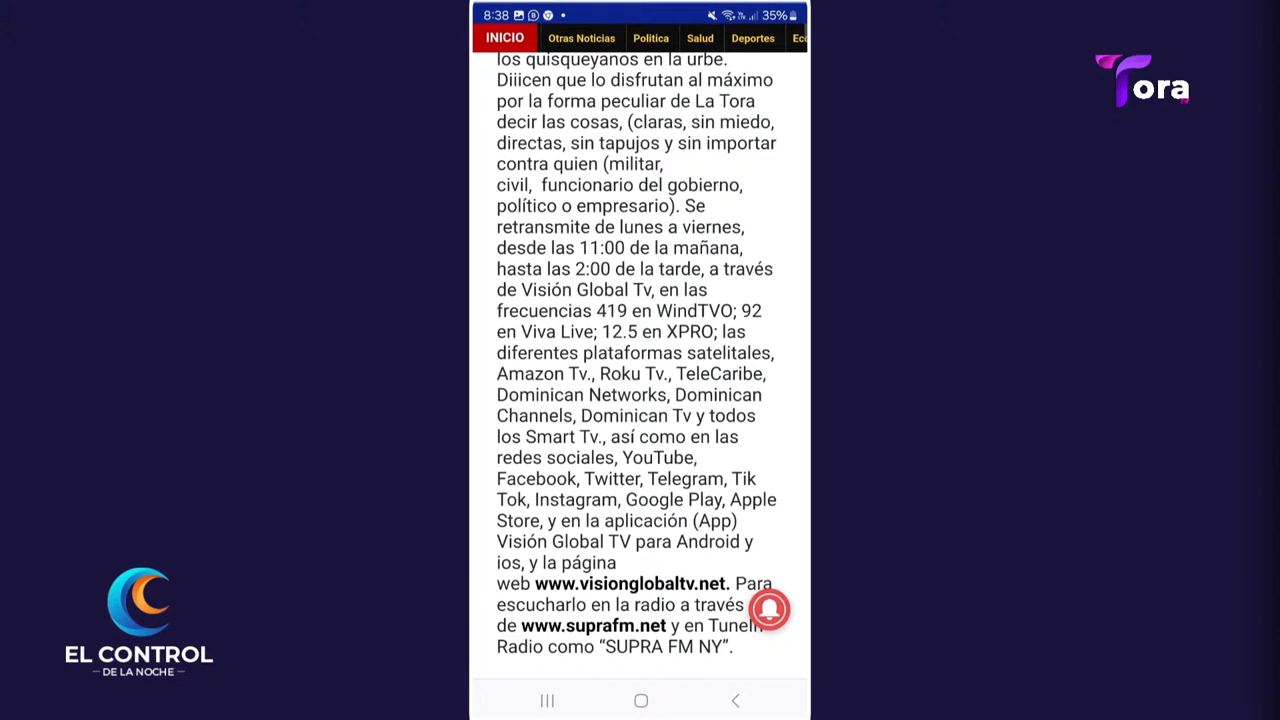 8:38
35%
INICIO
Otras Noticias
Politica
Salud
Deportes
Ec
los quisqueyanos en la urbe.
Diiicen que lo disfrutan al máximo
por la forma peculiar de La Tora
decir las cosas, (claras, sin miedo,
directas, sin tapujos y sin importar
contra quien (militar,
civil,  funcionario del gobierno,
político o empresario). Se
retransmite de lunes a viernes,
desde las 11:00 de la mañana,
hasta las 2:00 de la tarde, a través
de Visión Global Tv, en las
frecuencias 419 en WindTVO; 92
en Viva Live; 12.5 en XPRO; las
diferentes plataformas satelitales,
Amazon Tv., Roku Tv., TeleCaribe,
Dominican Networks, Dominican
Channels, Dominican Tv y todos
los Smart Tv., así como en las
redes sociales, YouTube,
Facebook, Twitter, Telegram, Tik
Tok, Instagram, Google Play, Apple
Store, y en la aplicación (App)
Visión Global TV para Android y
ios, y la página
web www.visionglobaltv.net. Para
escucharlo en la radio a través
de www.suprafm.net y en TuneIn
Radio como “SUPRA FM NY”.
Tora
EL CONTROL
DE LA NOCHE